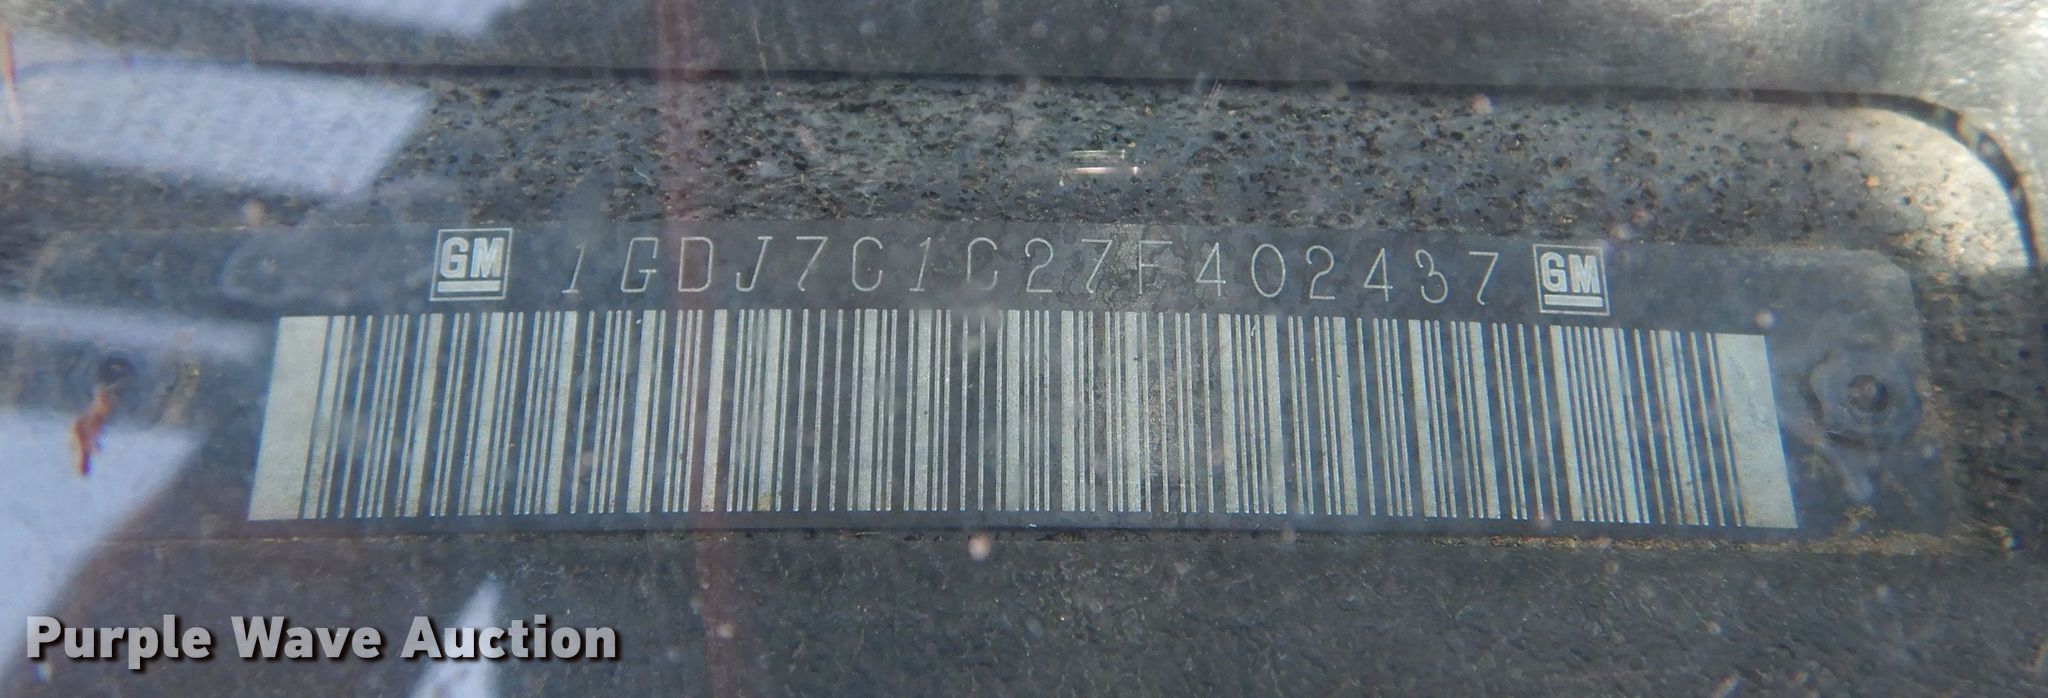 GM 1GDJ7C1C27F402437 GM
Purple Wave Auction